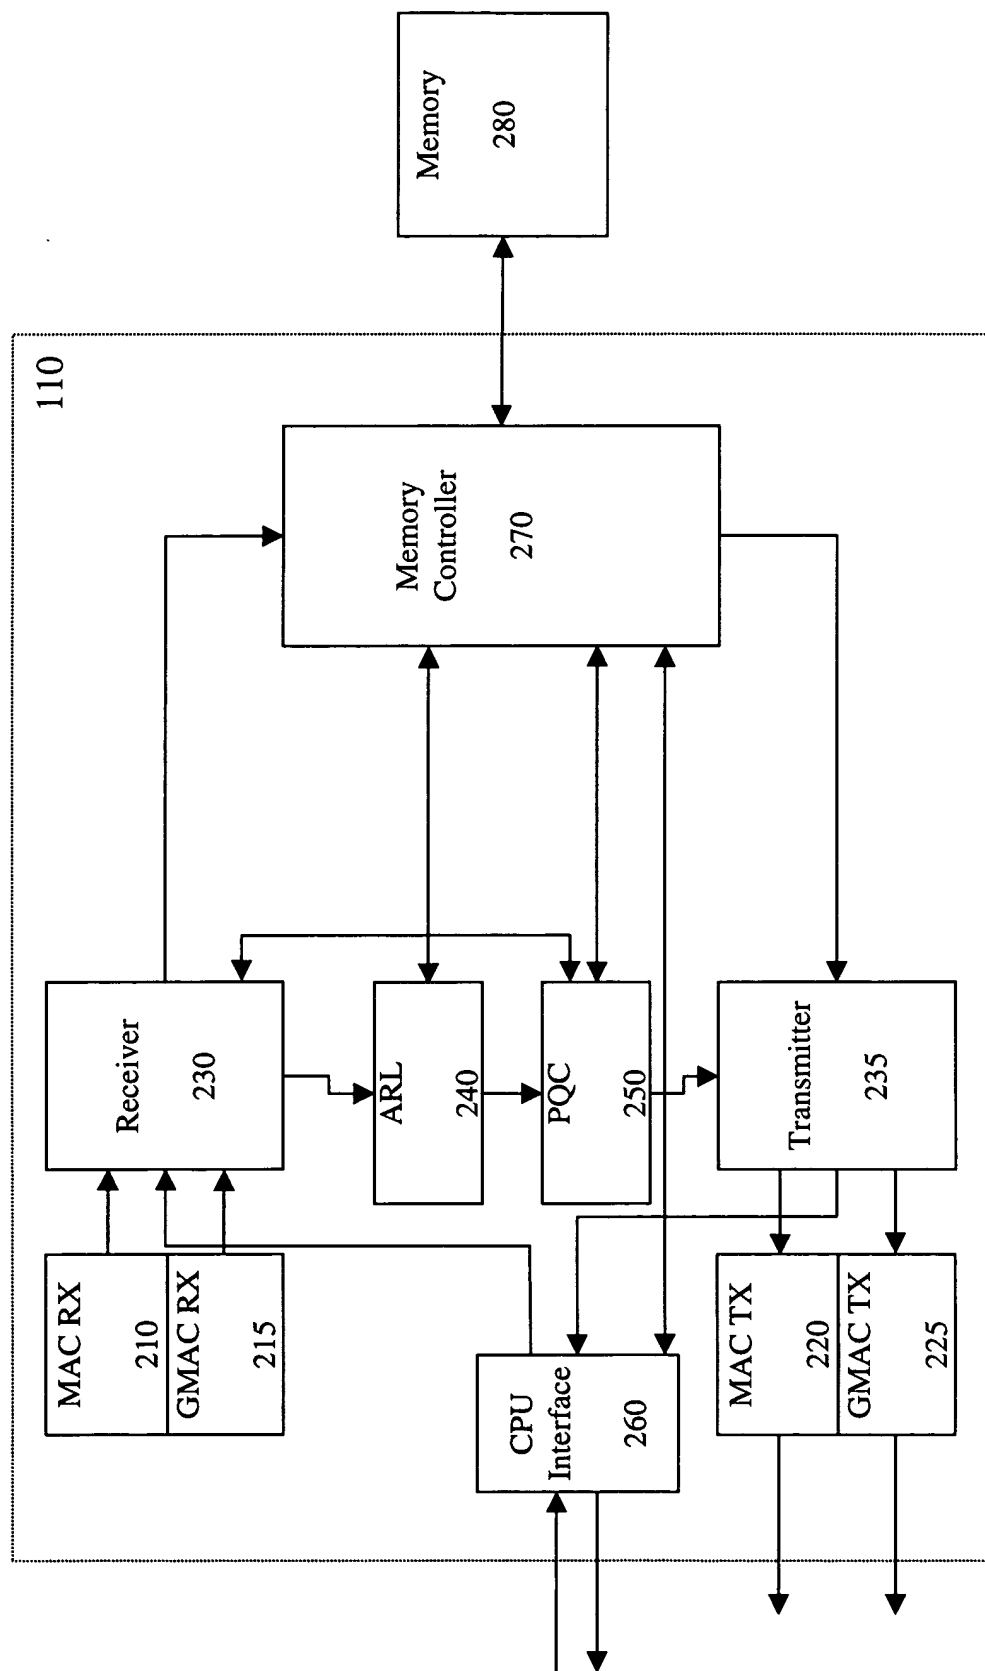 110
MAC RX
210
GMAC RX
215
Receiver
230
ARL
240
PQC
250
CPU
Interface
260
MAC TX
220
GMAC TX
225
Transmitter
235
Memory
Controller
270
Memory
280